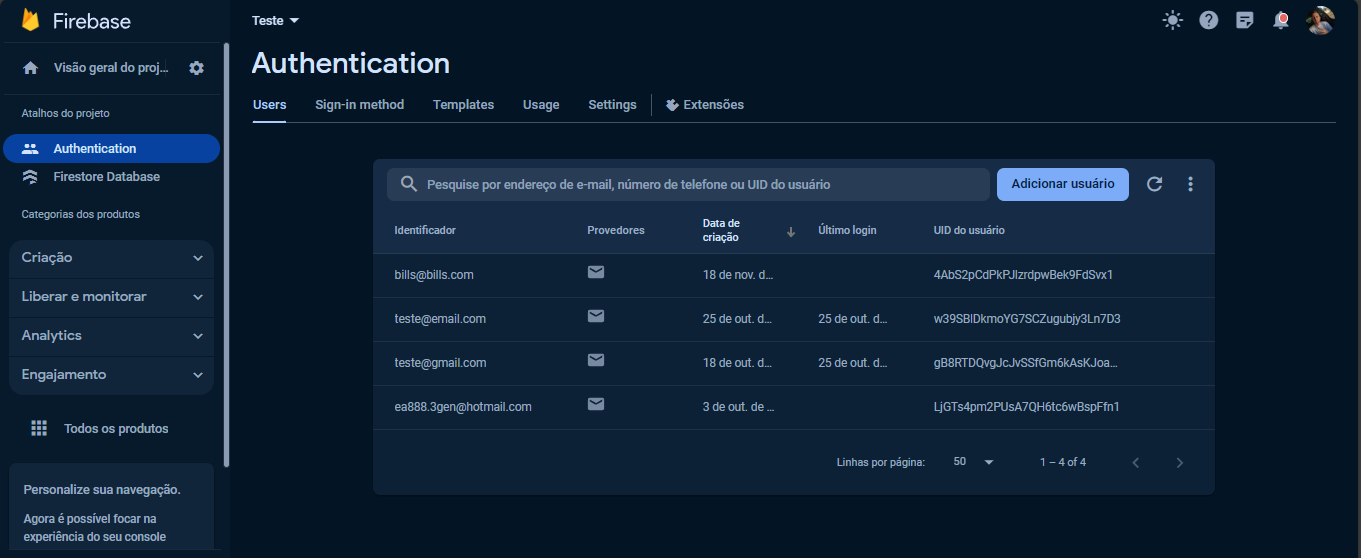 Firebase
Visão geral do proj...
Atalhos do projeto
Authentication
Firestore Database
Categorias dos produtos
Criação
Liberar e monitorar
Analytics
Engajamento
Todos os produtos
Personalize sua navegação.
Agora é possível focar na
experiência do seu console
Teste
Authentication
Users Sign-in method Templates Usage Settings Extensões
Pesquise por endereço de e-mail, número de telefone ou UID do usuário Adicionar usuário
Identificador Provedores Data de criação Último login UID do usuário
bills@bills.com 18 de nov. d... 4AbS2pCdPkPJlzrdpwBek9FdSvx1
teste@email.com 25 de out. d... 25 de out. d... w39SBlDkmoYG7SCZugubjy3Ln7D3
teste@gmail.com 18 de out. d... 25 de out. d... gB8RTDQvgJcJvSSfGm6kAsKJoa...
ea888.3gen@hotmail.com 3 de out. de ... LjGTs4pm2PUsA7QH6tc6wBspFfn1
Linhas por página: 50 1 – 4 of 4